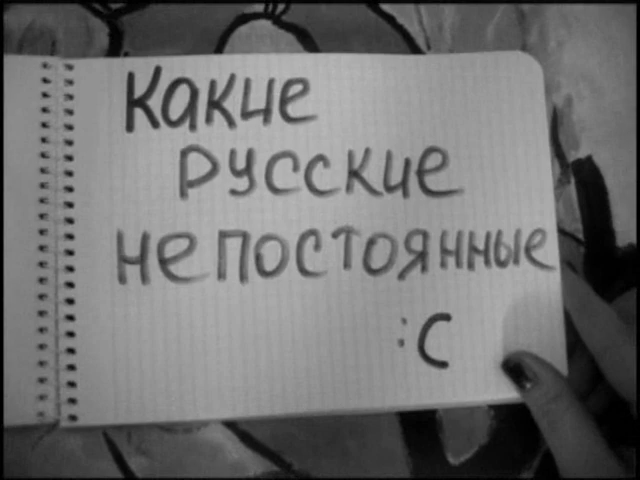 Какие
русские
непостоянные
:С